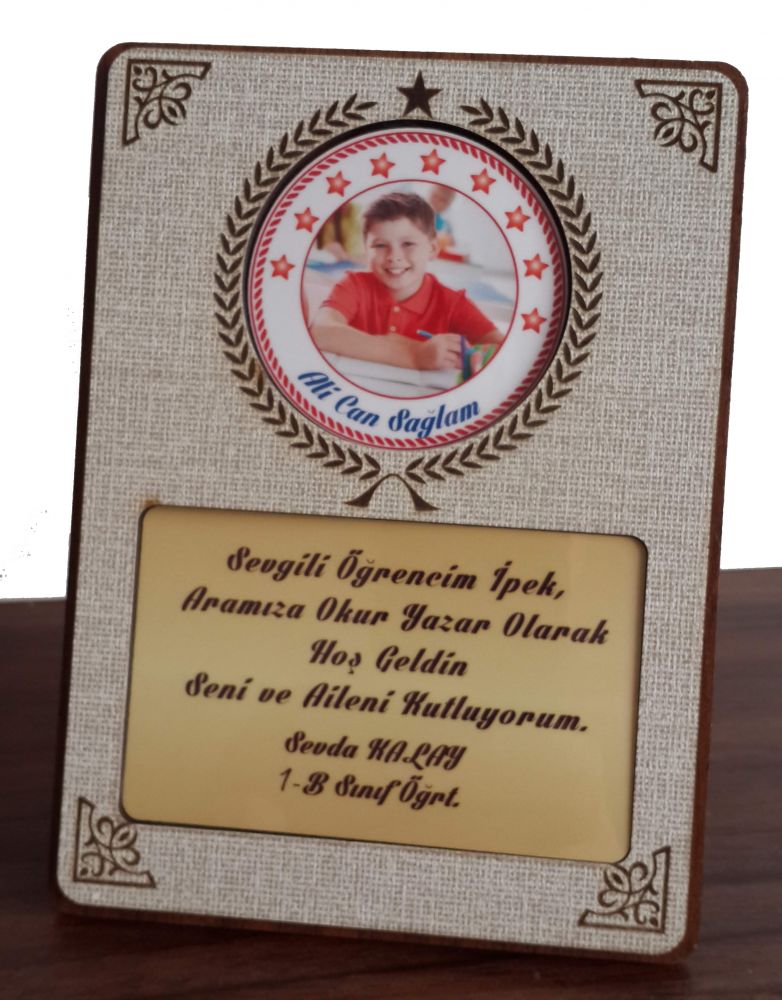 Ali Can Sağlam
Sevgili Öğrencim İpek,
Aramıza Okur Yazar Olarak
Hoş Geldin
Seni ve Aileni Kutluyorum.
Sevda KALAY
1-B Sınıf Öğrt.